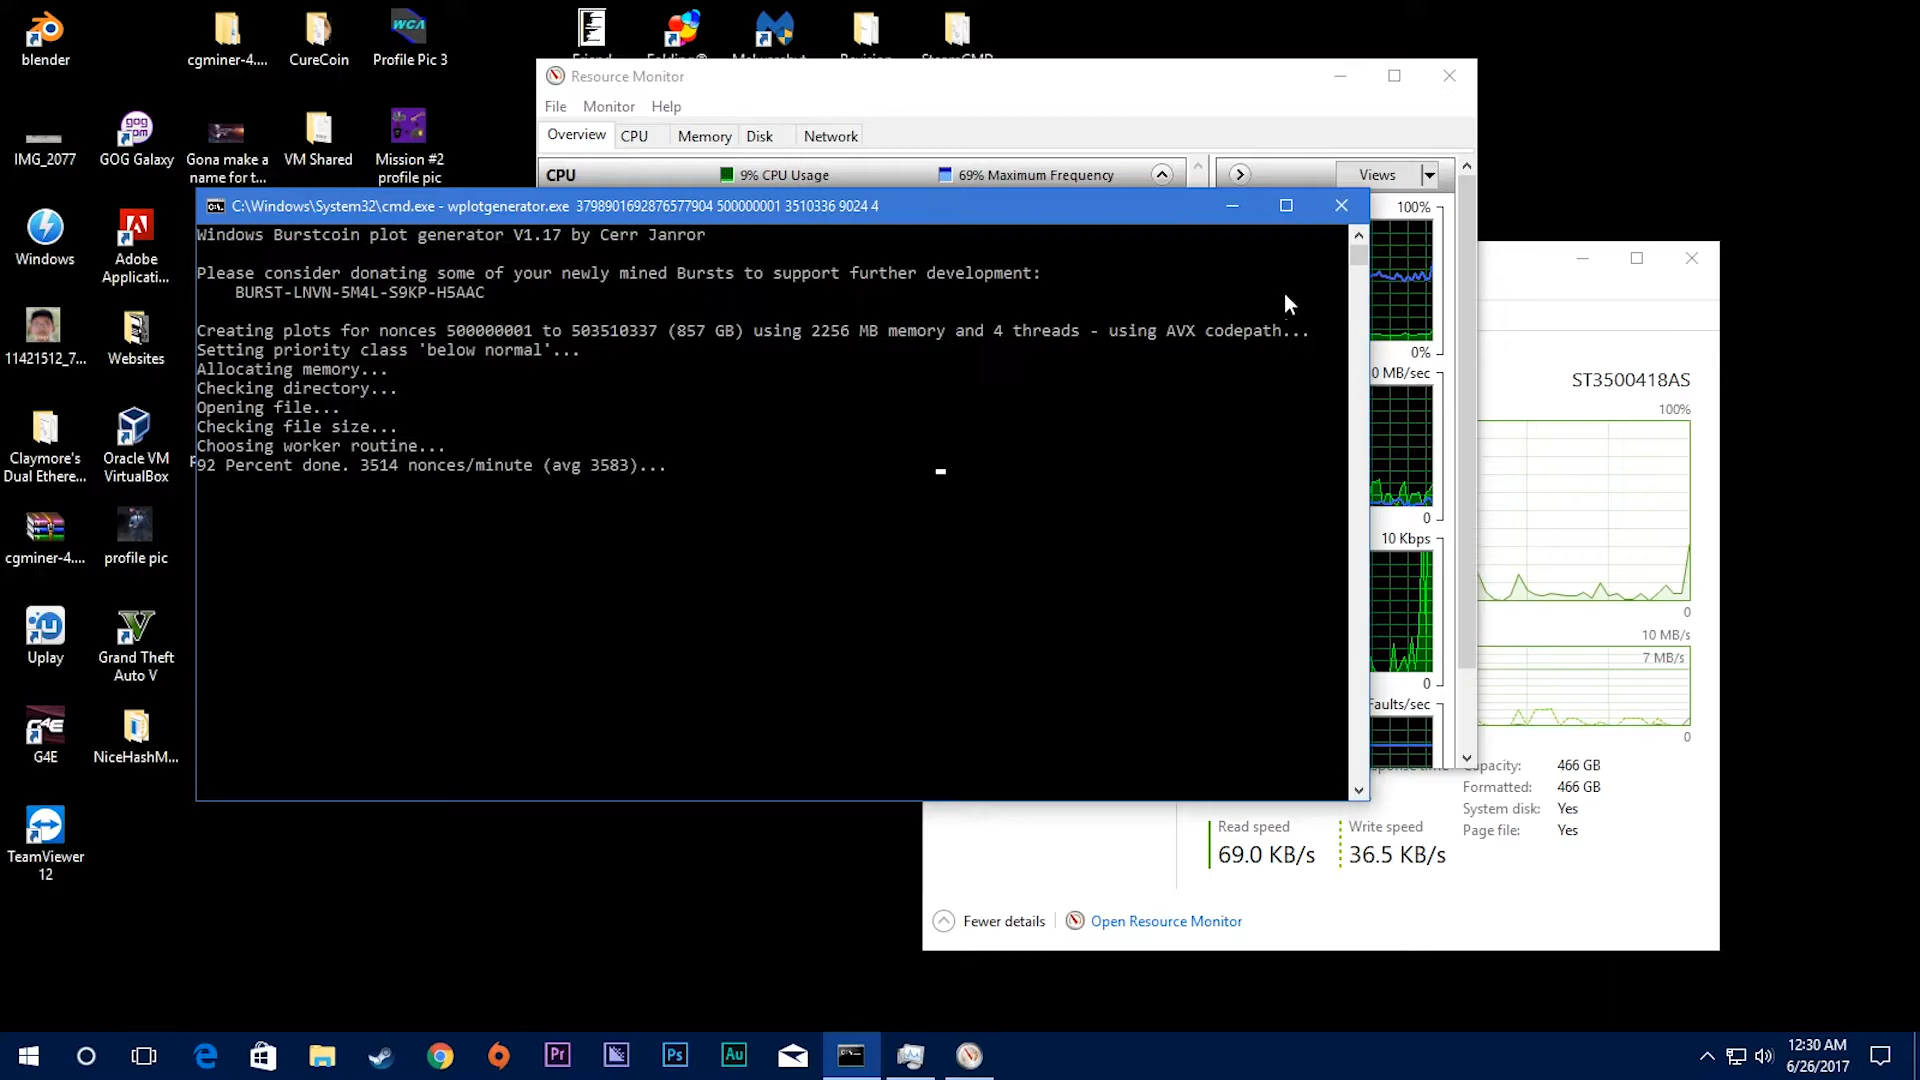 blender
cgminer-4....
CureCoin
Profile Pic 3
WCA
IMG_2077
GOG Galaxy
gog
com
Gona make a
name for t...
VM Shared
Mission #2
profile pic
Windows
Adobe
Applicati...
11421512_7...
Websites
Claymore's
Dual Ethere...
Oracle VM
VirtualBox
cgminer-4....
profile pic
Uplay
Grand Theft
Auto V
G4E
G4E
NiceHashM...
TeamViewer
12
Resource Monitor
File Monitor Help
Overview CPU Memory Disk Network
CPU 9% CPU Usage 69% Maximum Frequency
Views
100%
0%
0 MB/sec
0
10 Kbps
0
Faults/sec
C:\Windows\System32\cmd.exe - wplotgenerator.exe 3798901692876577904 500000001 3510336 9024 4
Windows Burstcoin plot generator V1.17 by Cerr Janror
Please consider donating some of your newly mined Bursts to support further development:
BURST-LNVN-5M4L-S9KP-H5AAC
Creating plots for nonces 500000001 to 503510337 (857 GB) using 2256 MB memory and 4 threads - using AVX codepath...
Setting priority class 'below normal'...
Allocating memory...
Checking directory...
Opening file...
Checking file size...
Choosing worker routine...
92 Percent done. 3514 nonces/minute (avg 3583)...
ST3500418AS
100%
0
10 MB/s
7 MB/s
0
Capacity: 466 GB
Formatted: 466 GB
System disk: Yes
Page file: Yes
Read speed
69.0 KB/s
Write speed
36.5 KB/s
Fewer details
Open Resource Monitor
Pr
Ps
Au
12:30 AM
6/26/2017